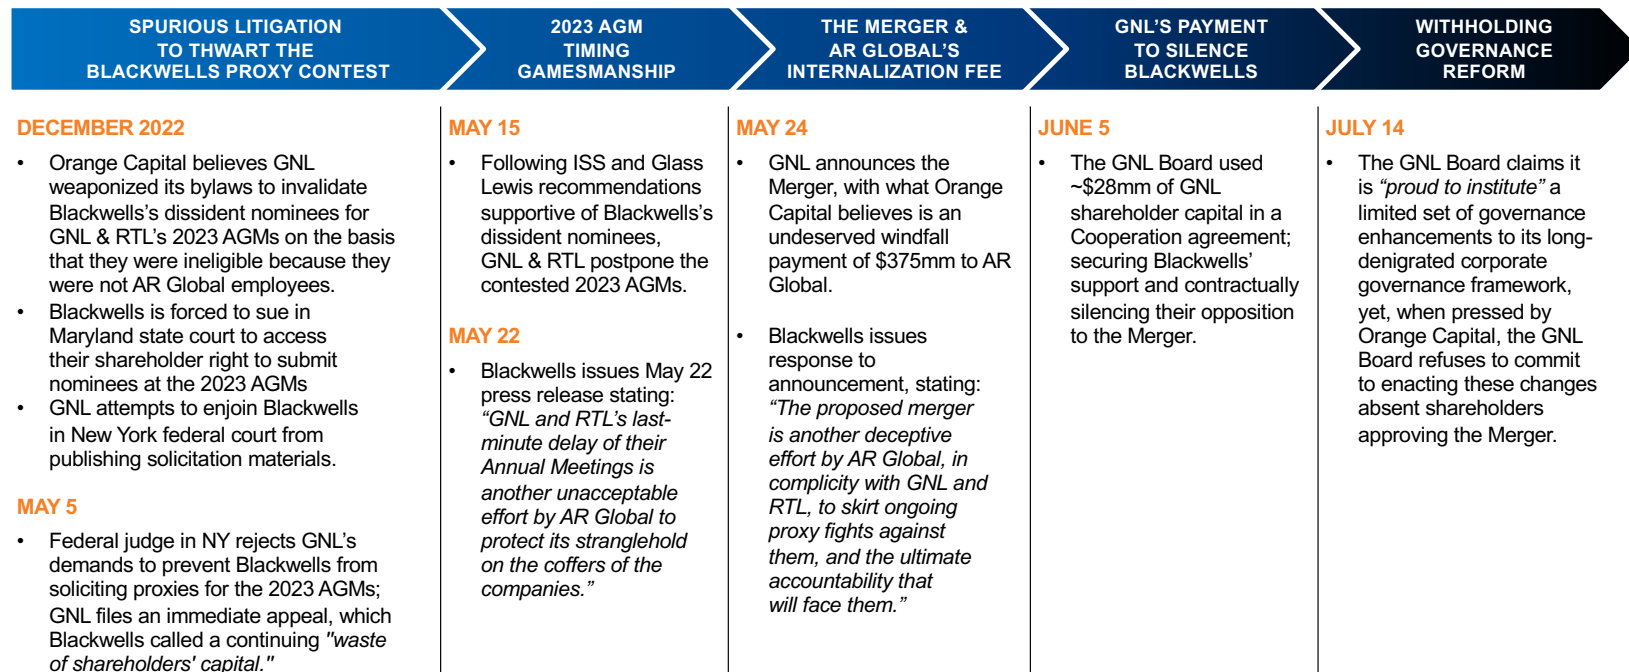 SPURIOUS LITIGATION
TO THWART THE
BLACKWELLS PROXY CONTEST
2023 AGM
TIMING
GAMESMANSHIP
THE MERGER &
AR GLOBAL'S
INTERNALIZATION FEE
GNL'S PAYMENT
TO SILENCE
BLACKWELLS
WITHHOLDING
GOVERNANCE
REFORM
DECEMBER 2022
• Orange Capital believes GNL
weaponized its bylaws to invalidate
Blackwells's dissident nominees for
GNL & RTL's 2023 AGMs on the basis
that they were ineligible because they
were not AR Global employees.
• Blackwells is forced to sue in
Maryland state court to access
their shareholder right to submit
nominees at the 2023 AGMs
• GNL attempts to enjoin Blackwells
in New York federal court from
publishing solicitation materials.
MAY 5
• Federal judge in NY rejects GNL's
demands to prevent Blackwells from
soliciting proxies for the 2023 AGMs;
GNL files an immediate appeal, which
Blackwells called a continuing "waste
of shareholders' capital."
MAY 15
• Following ISS and Glass
Lewis recommendations
supportive of Blackwells's
dissident nominees,
GNL & RTL postpone the
contested 2023 AGMs.
MAY 22
• Blackwells issues May 22
press release stating:
“GNL and RTL's last-
minute delay of their
Annual Meetings is
another unacceptable
effort by AR Global to
protect its stranglehold
on the coffers of the
companies.”
MAY 24
• GNL announces the
Merger, with what Orange
Capital believes is an
undeserved windfall
payment of $375mm to AR
Global.
• Blackwells issues
response to
announcement, stating:
“The proposed merger
is another deceptive
effort by AR Global, in
complicity with GNL and
RTL, to skirt ongoing
proxy fights against
them, and the ultimate
accountability that
will face them.”
JUNE 5
• The GNL Board used
~$28mm of GNL
shareholder capital in a
Cooperation agreement;
securing Blackwells'
support and contractually
silencing their opposition
to the Merger.
JULY 14
• The GNL Board claims it
is “proud to institute” a
limited set of governance
enhancements to its long-
denigrated corporate
governance framework,
yet, when pressed by
Orange Capital, the GNL
Board refuses to commit
to enacting these changes
absent shareholders
approving the Merger.